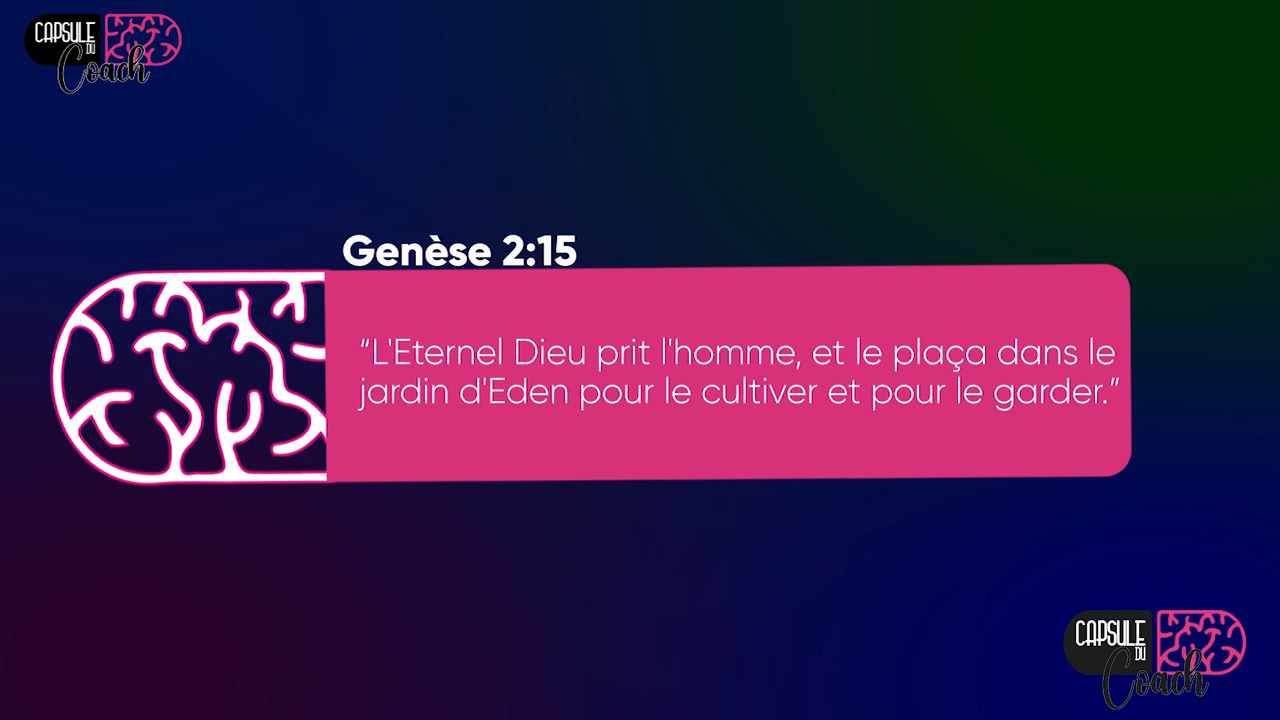 CAPSULE
DU
Coach
Genèse 2:15
“L'Eternel Dieu prit l'homme, et le plaça dans le
jardin d'Eden pour le cultiver et pour le garder.”
CAPSULE
DU
Coach